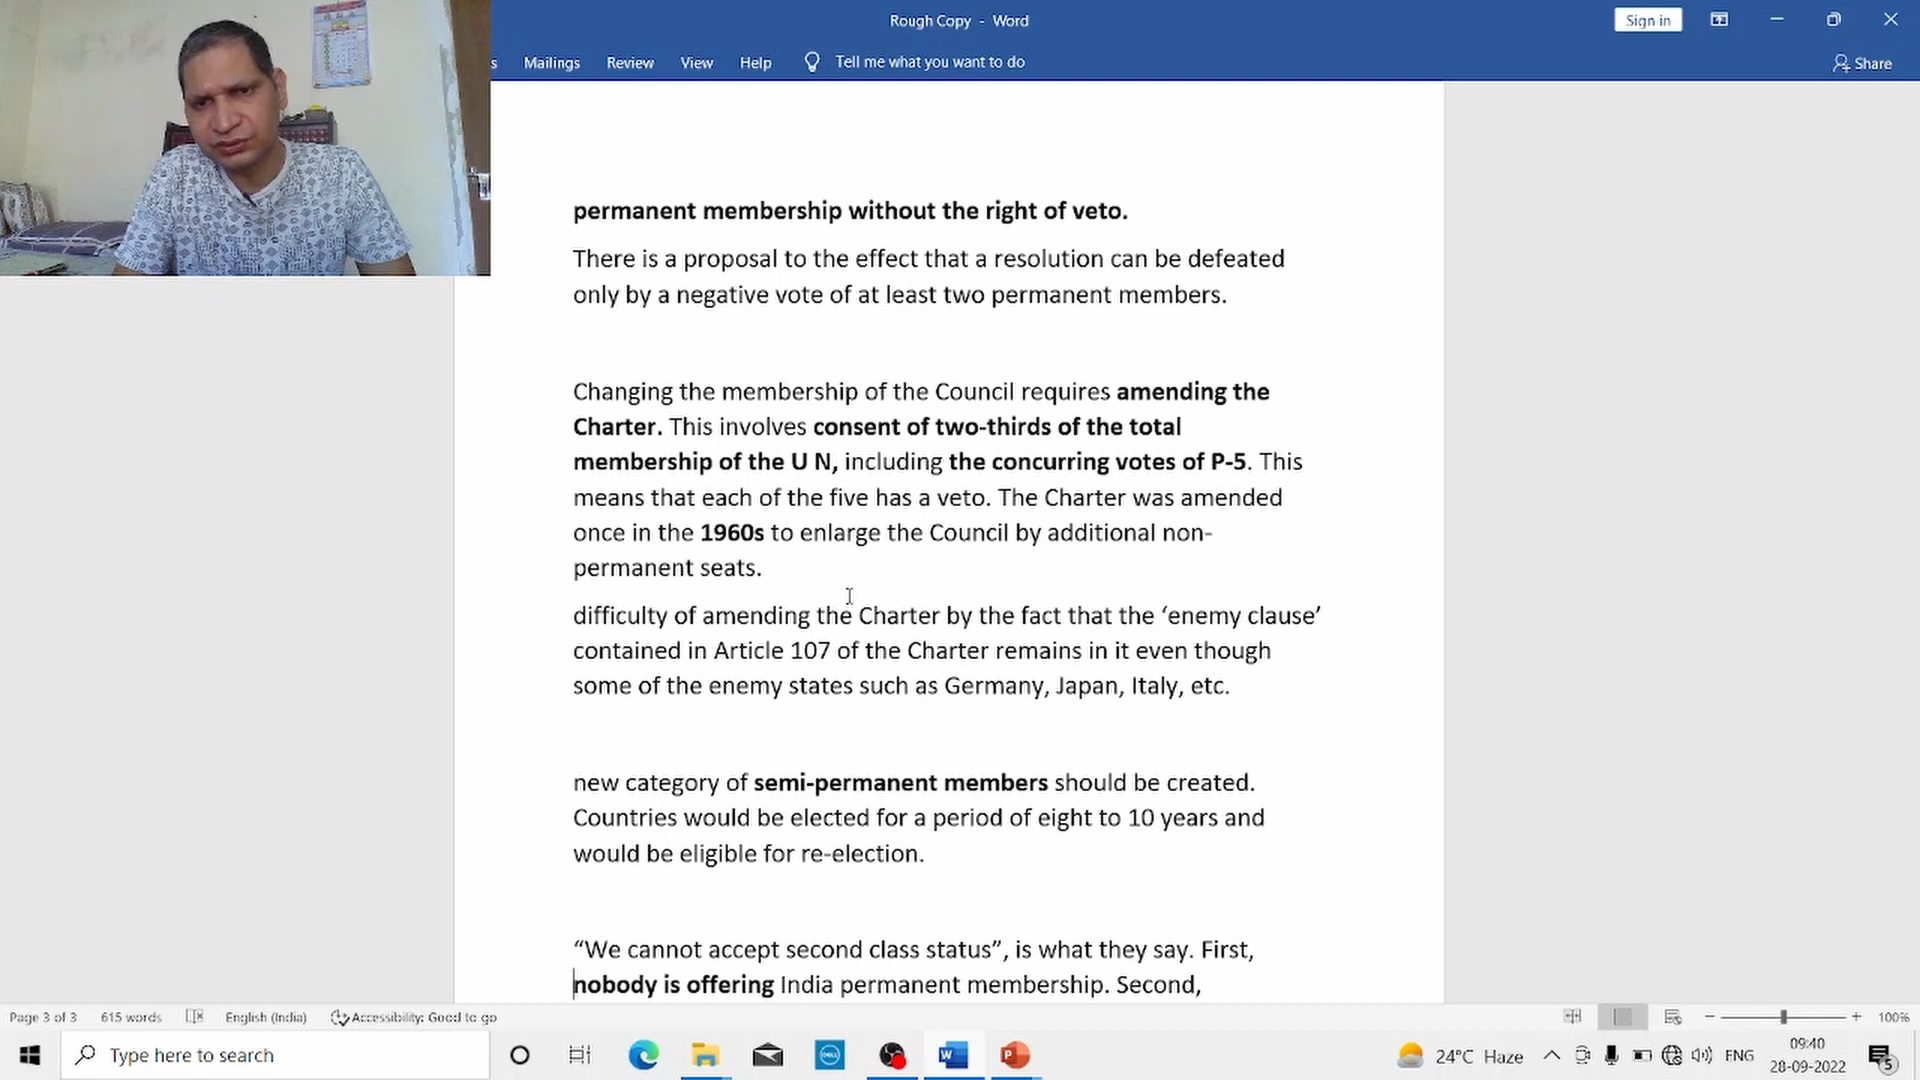 Rough Copy - Word
Sign in
s Mailings Review View Help Tell me what you want to do
Share
permanent membership without the right of veto.
There is a proposal to the effect that a resolution can be defeated
only by a negative vote of at least two permanent members.
Changing the membership of the Council requires amending the
Charter. This involves consent of two-thirds of the total
membership of the U N, including the concurring votes of P-5. This
means that each of the five has a veto. The Charter was amended
once in the 1960s to enlarge the Council by additional non-
permanent seats.
difficulty of amending the Charter by the fact that the ‘enemy clause’
contained in Article 107 of the Charter remains in it even though
some of the enemy states such as Germany, Japan, Italy, etc.
new category of semi-permanent members should be created.
Countries would be elected for a period of eight to 10 years and
would be eligible for re-election.
“We cannot accept second class status”, is what they say. First,
nobody is offering India permanent membership. Second,
Page 3 of 3 615 words English (India) Accessibility: Good to go
100%
Type here to search
DELL
24°C Haze
ENG
09:40
28-09-2022
5